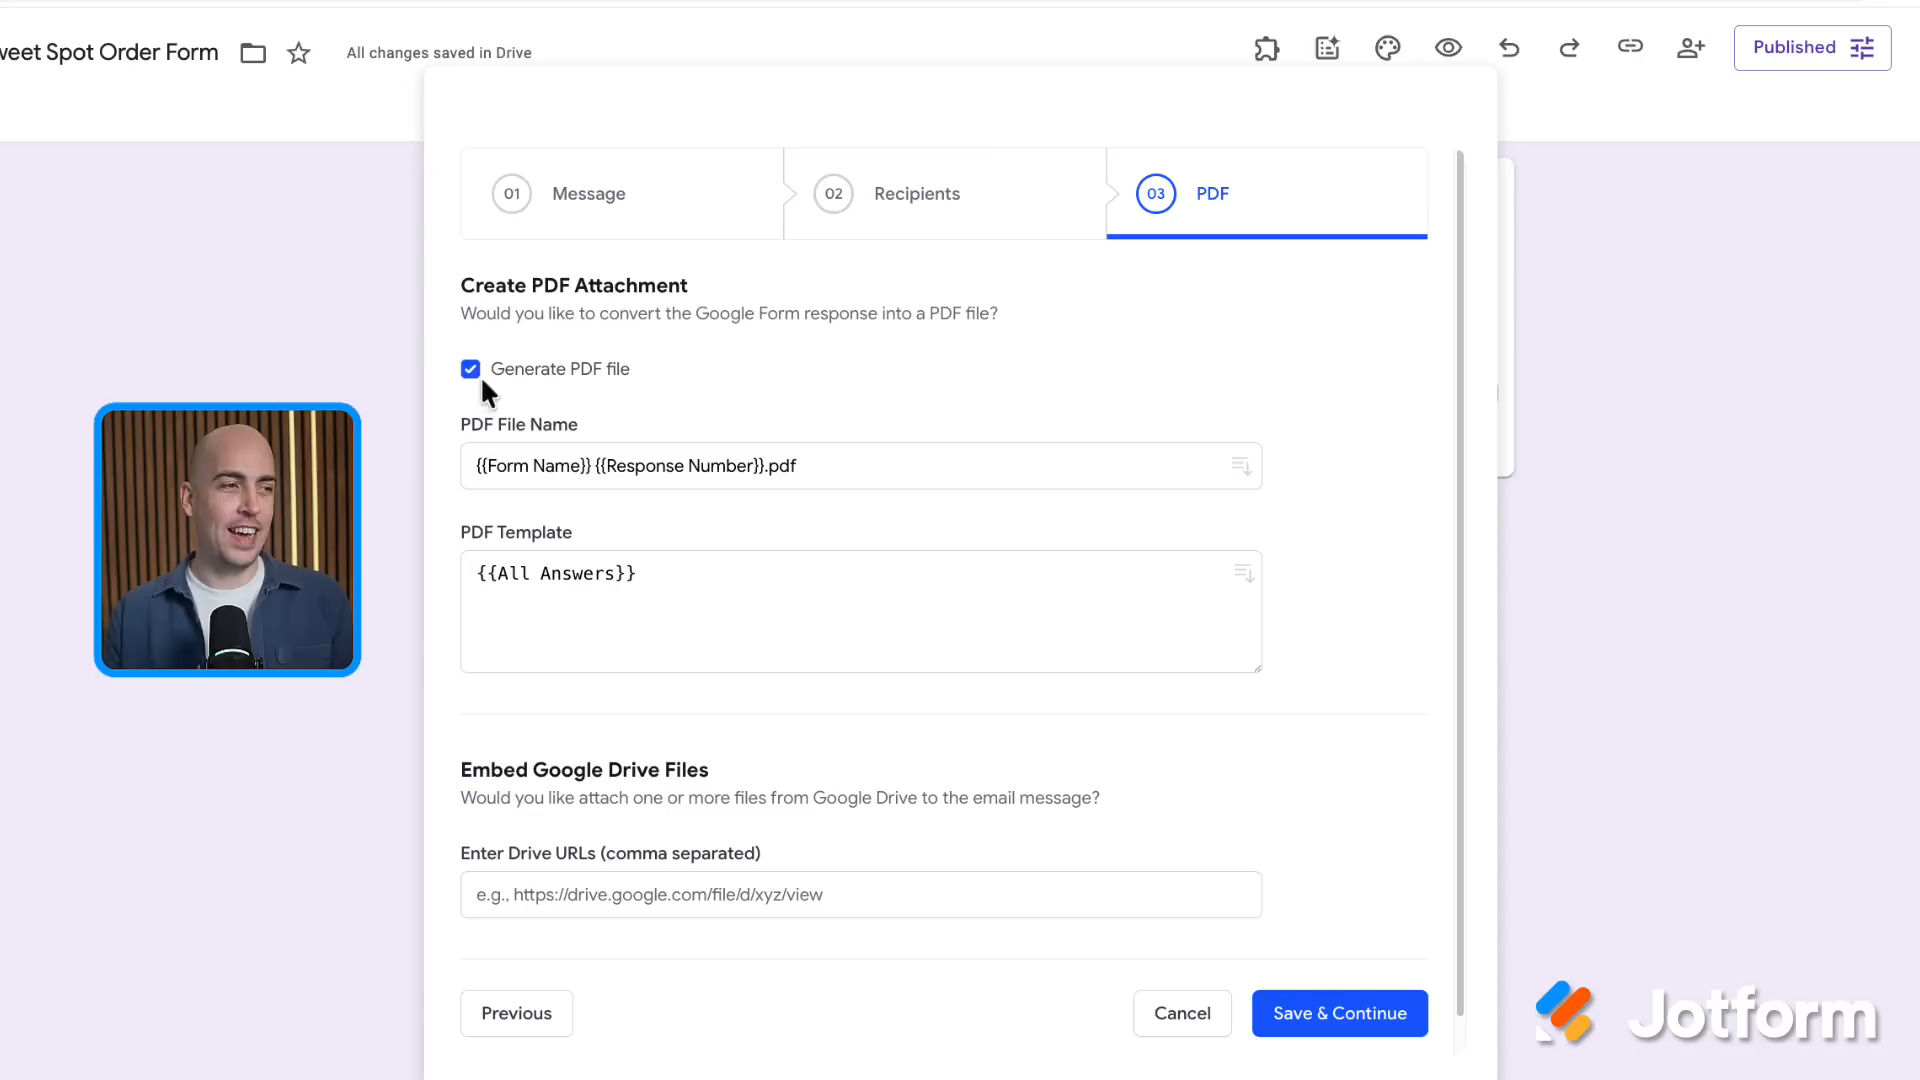 weet Spot Order Form
All changes saved in Drive
Published
01 Message
02 Recipients
03 PDF
Create PDF Attachment
Would you like to convert the Google Form response into a PDF file?
Generate PDF file
PDF File Name
{{Form Name}} {{Response Number}}.pdf
PDF Template
{{All Answers}}
Embed Google Drive Files
Would you like attach one or more files from Google Drive to the email message?
Enter Drive URLs (comma separated)
e.g., https://drive.google.com/file/d/xyz/view
Previous
Cancel
Save & Continue
Jotform